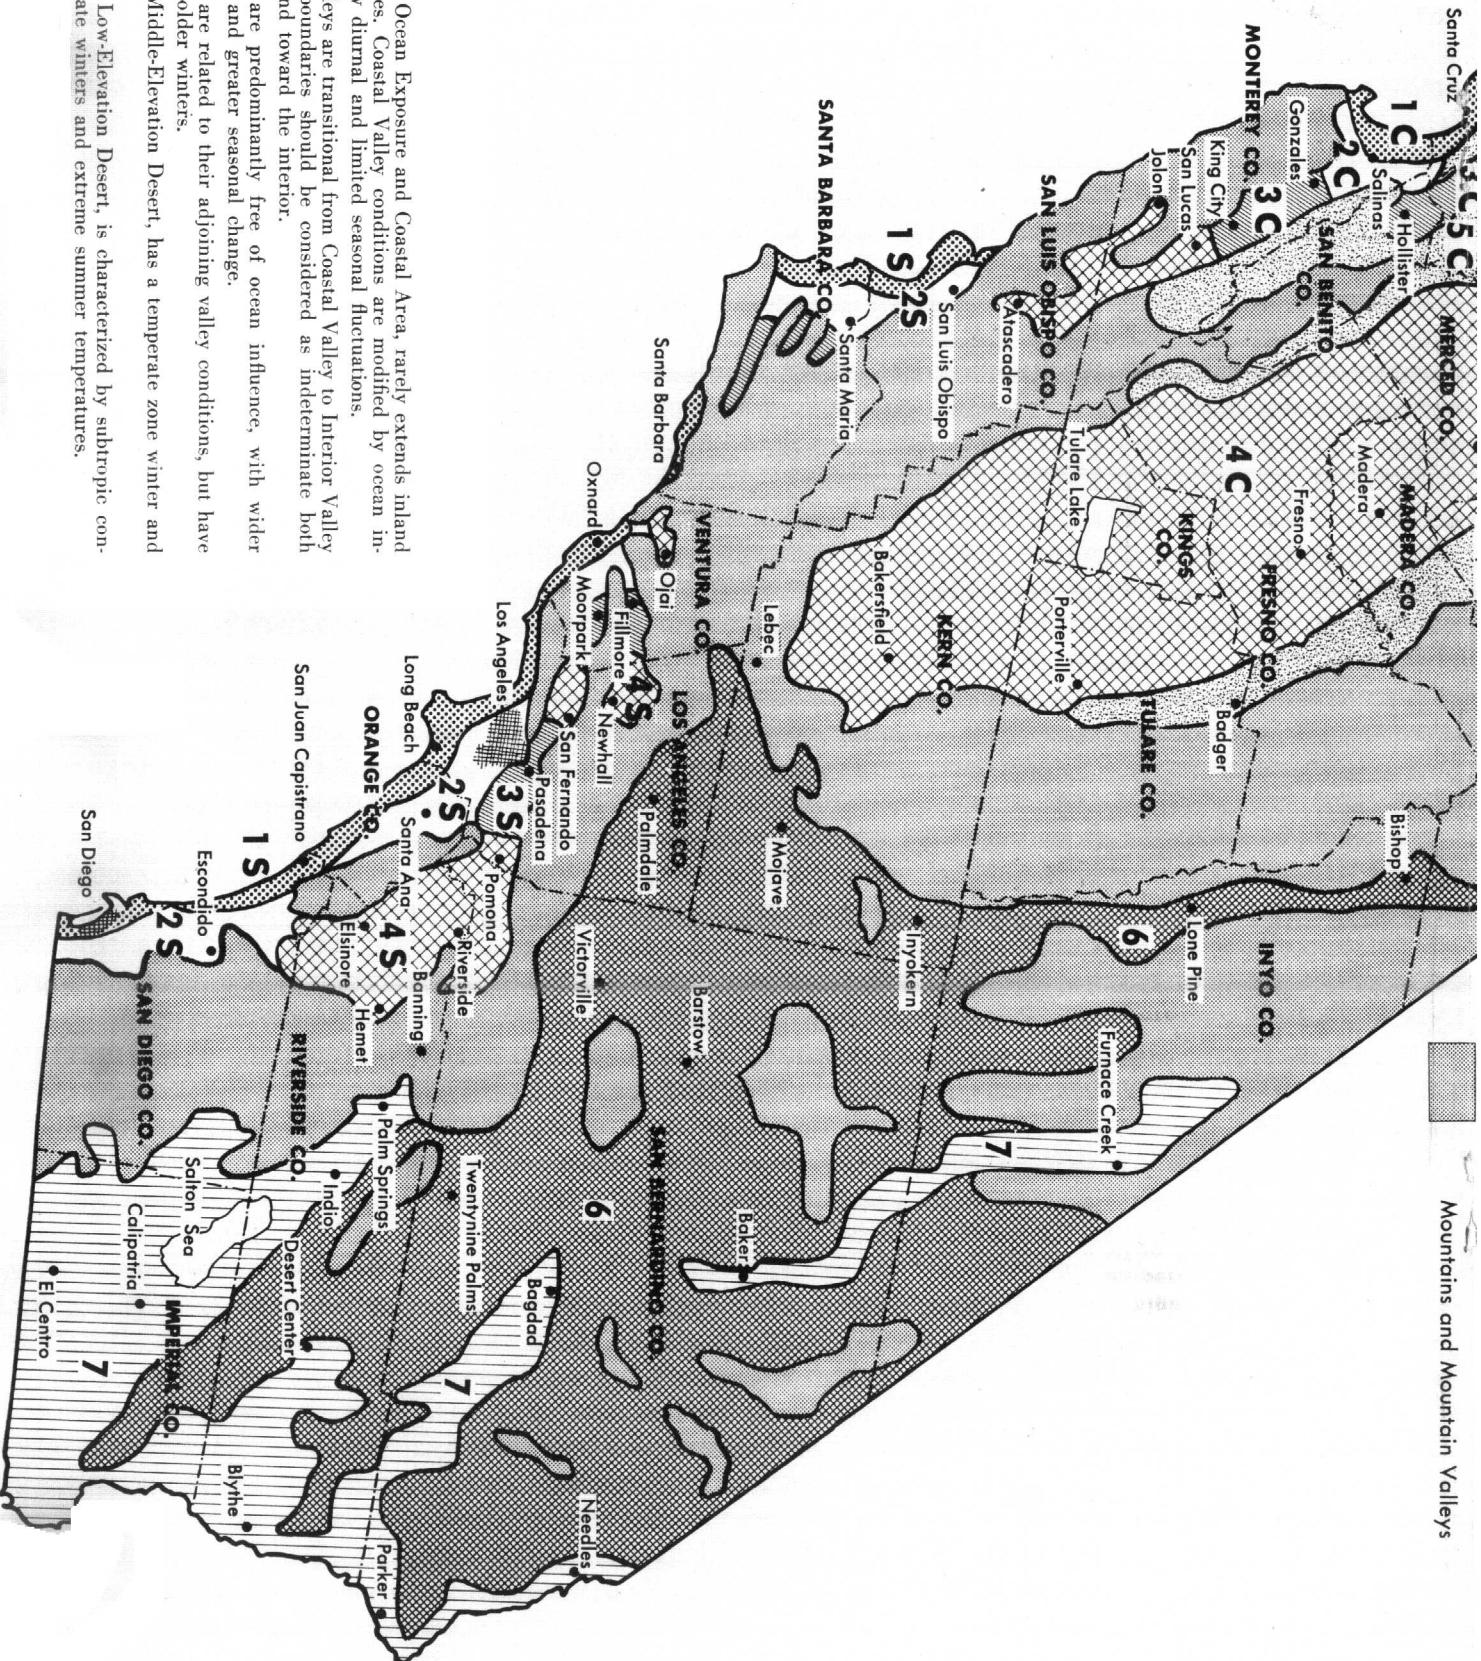 Santa Cruz
1 C
3 C
5 C
2 C
Salinas
Hollister
MERCED CO.
MONTEREY CO.
Gonzales
King City
3 C
San Lucas
Jolon
SAN BENITO
CO.
Madera
MADERA CO.
4 C
Fresno
FRESNO CO.
KINGS
CO.
Tulare Lake
Porterville
TULARE CO.
Badger
Bishop
INYO CO.
Lone Pine
6
SAN LUIS OBISPO CO.
Atascadero
San Luis Obispo
1 S
2 S
SANTA BARBARA CO.
Santa Maria
Santa Barbara
Bakersfield
KERN CO.
Lebec
VENTURA CO.
Ojai
Oxnard
Moorpark
Fillmore
4 S
Newhall
LOS ANGELES CO.
San Fernando
Pasadena
Los Angeles
Long Beach
3 S
2 S
Palmdale
Mojave
Inyokern
Furnace Creek
7
Victorville
Barstow
Baker
6
SAN BERNARDINO CO.
Pomona
Riverside
Santa Ana
ORANGE CO.
San Juan Capistrano
1 S
4 S
Elsinore
Hemet
Banning
RIVERSIDE CO.
Palm Springs
Indio
Twentynine Palms
Bagdad
7
Desert Center
Needles
Parker
Blythe
San Diego
Escondido
2 S
SAN DIEGO CO.
Salton Sea
Calipatria
El Centro
IMPERIAL CO.
7
Mountains and Mountain Valleys
Ocean Exposure and Coastal Area, rarely extends inland
es. Coastal Valley conditions are modified by ocean in-
diurnal and limited seasonal fluctuations.
eys are transitional from Coastal Valley to Interior Valley
boundaries should be considered as indeterminate both
nd toward the interior.
are predominantly free of ocean influence, with wider
and greater seasonal change.
are related to their adjoining valley conditions, but have
older winters.
Middle-Elevation Desert, has a temperate zone winter and
Low-Elevation Desert, is characterized by subtropic con-
ate winters and extreme summer temperatures.